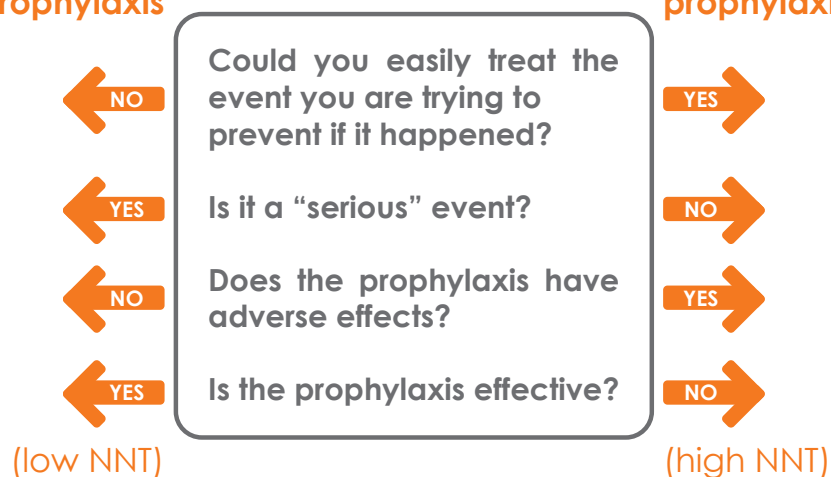 rophylaxis
prophylaxi
Could you easily treat the
NO
event you are trying to
YES
prevent if it happened?
YES
Is it a “serious” event?
NO
Does the prophylaxis have
NO
adverse effects?
YES
YES
Is the prophylaxis effective?
NO
(low NNT)
(high NNT)